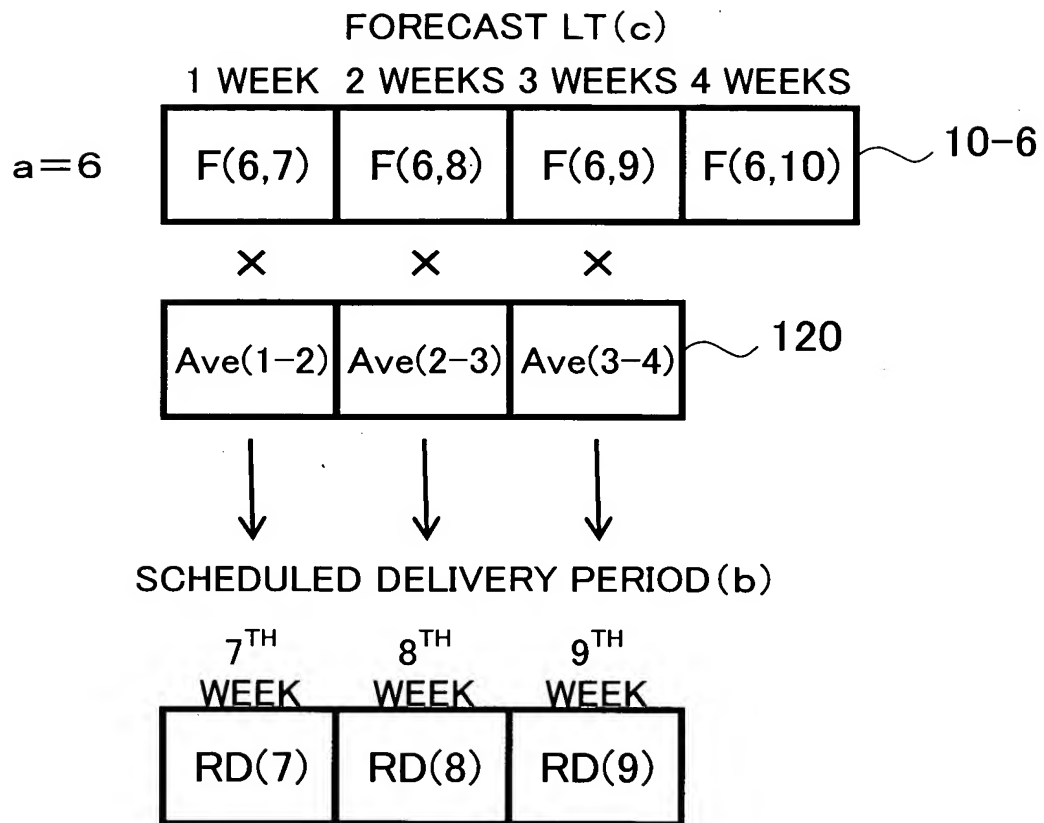 FORECAST LT(c)
1 WEEK 2 WEEKS 3 WEEKS 4 WEEKS
a=6 F(6,7) F(6,8) F(6,9) F(6,10) 10-6
× × ×
Ave(1-2) Ave(2-3) Ave(3-4) 120
SCHEDULED DELIVERY PERIOD(b)
7TH 8TH 9TH
WEEK WEEK WEEK
RD(7) RD(8) RD(9)